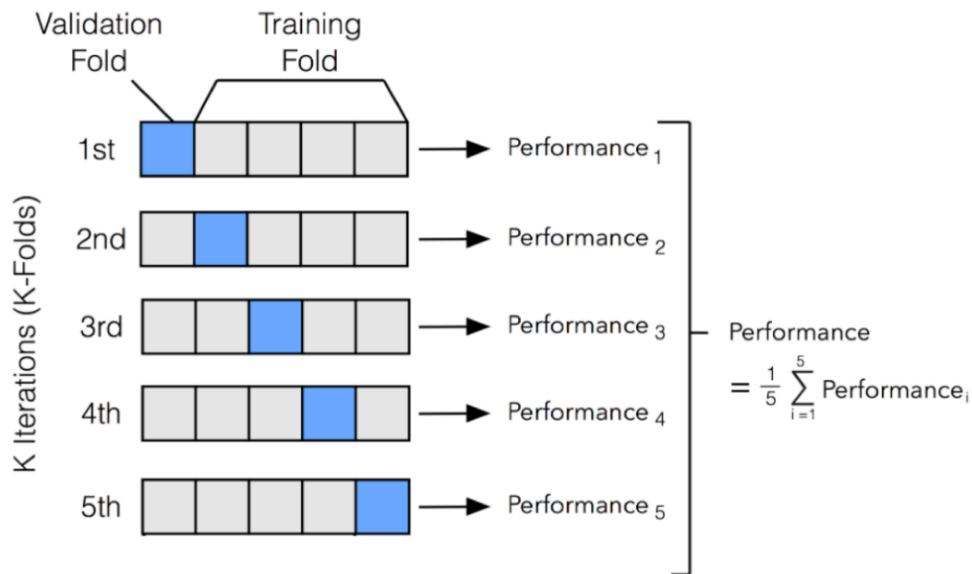 Validation
Fold
Training
Fold
K Iterations (K-Folds)
1st
Performance 1
2nd
Performance 2
3rd
Performance 3
4th
Performance 4
5th
Performance 5
Performance
= 1/5 5 ∑ i=1 Performance i